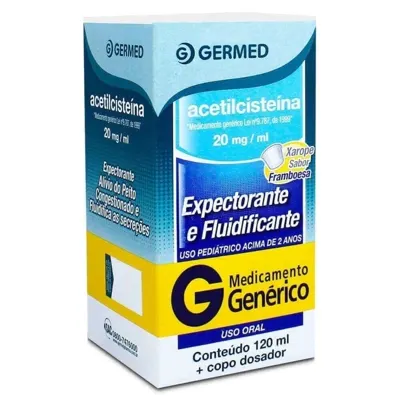 GERMED
acetilcisteína
20 mg / ml
Expectorante
Alívio do Peito
Congestionado e
Fluidifica as secreções
GERMED
acetilcisteína
"Medicamento genérico Lei nº 9.787, de 1999"
20 mg / ml
Xarope
Sabor
Framboesa
Expectorante
e Fluidificante
USO PEDIÁTRICO ACIMA DE 2 ANOS
G Medicamento
Genérico
USO ORAL
Conteúdo 120 ml
+ copo dosador